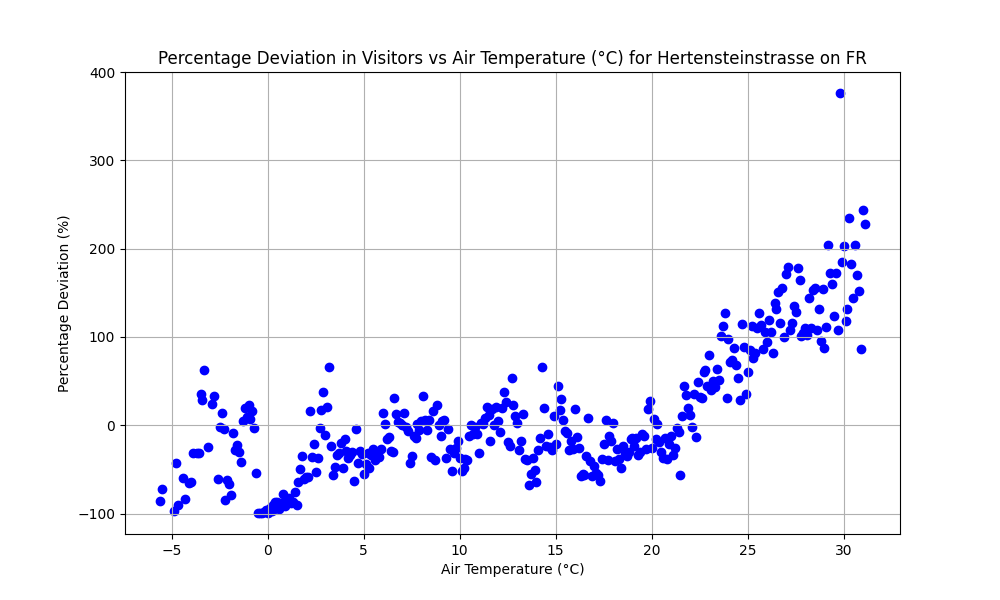 Percentage Deviation in Visitors vs Air Temperature (°C) for Hertensteinstrasse on FR
400
300
200
100
0
−100
Percentage Deviation (%)
−5 0 5 10 15 20 25 30
Air Temperature (°C)